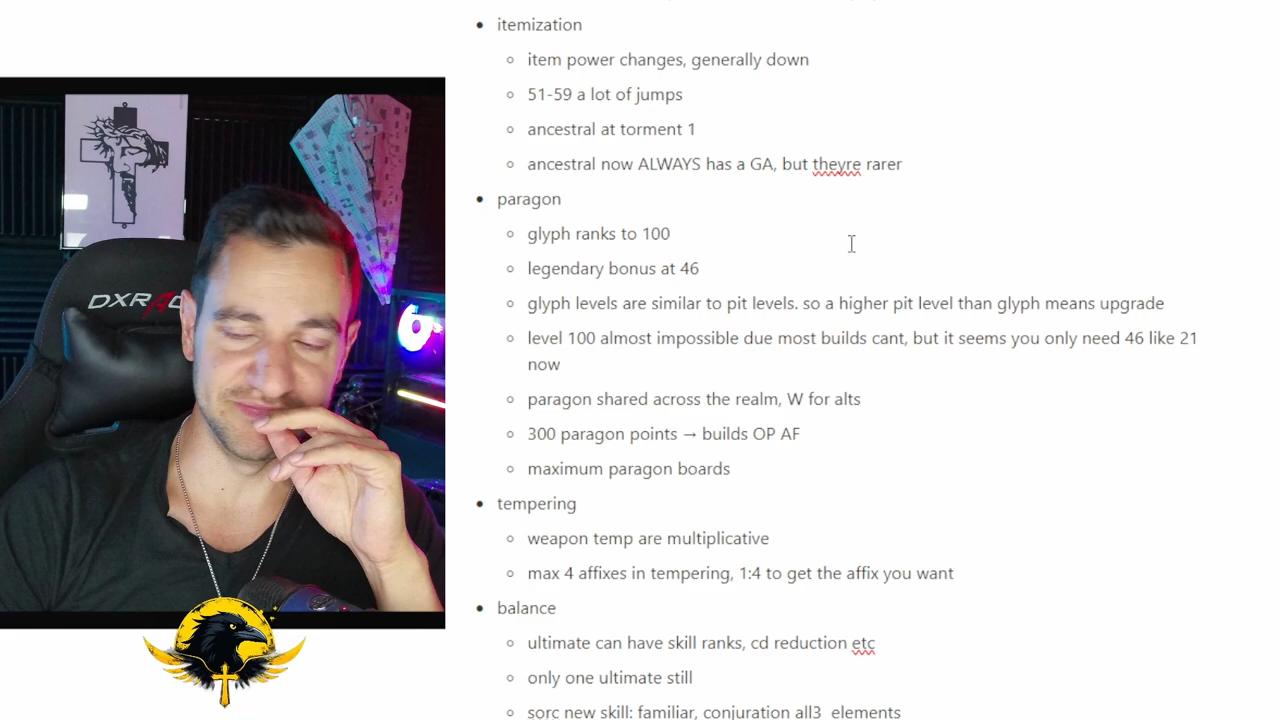 itemization
item power changes, generally down
51-59 a lot of jumps
ancestral at torment 1
ancestral now ALWAYS has a GA, but theyre rarer
paragon
glyph ranks to 100
legendary bonus at 46
glyph levels are similar to pit levels. so a higher pit level than glyph means upgrade
level 100 almost impossible due most builds cant, but it seems you only need 46 like 21
now
paragon shared across the realm, W for alts
300 paragon points → builds OP AF
maximum paragon boards
tempering
weapon temp are multiplicative
max 4 affixes in tempering, 1:4 to get the affix you want
balance
ultimate can have skill ranks, cd reduction etc
only one ultimate still
sorc new skill: familiar, conjuration all3 elements